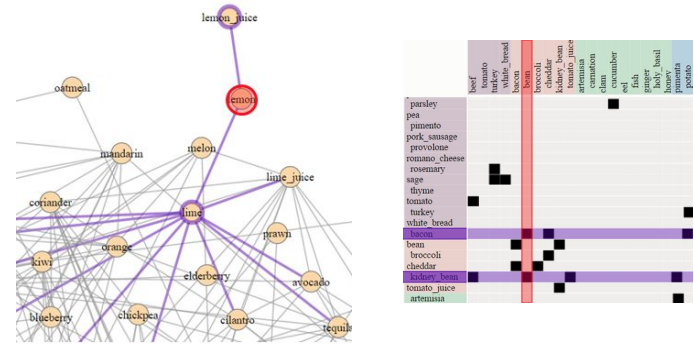 lemon_juice
lemon
oatmeal
mandarin
melon
lime_juice
coriander
lime
prawn
orange
kiwi
elderberry
avocado
blueberry
chickpea
cilantro
tequila
beef
tomato
turkey
white_bread
bacon
bean
broccoli
cheddar
kidney_bean
tomato_juice
artemisia
carnation
clam
cucumber
eel
fish
ginger
holy_basil
honey
pimenta
potato
parsley
pea
pimento
pork_sausage
provolone
romano_cheese
rosemary
sage
thyme
tomato
turkey
white_bread
bacon
bean
broccoli
cheddar
kidney_bean
tomato_juice
artemisia